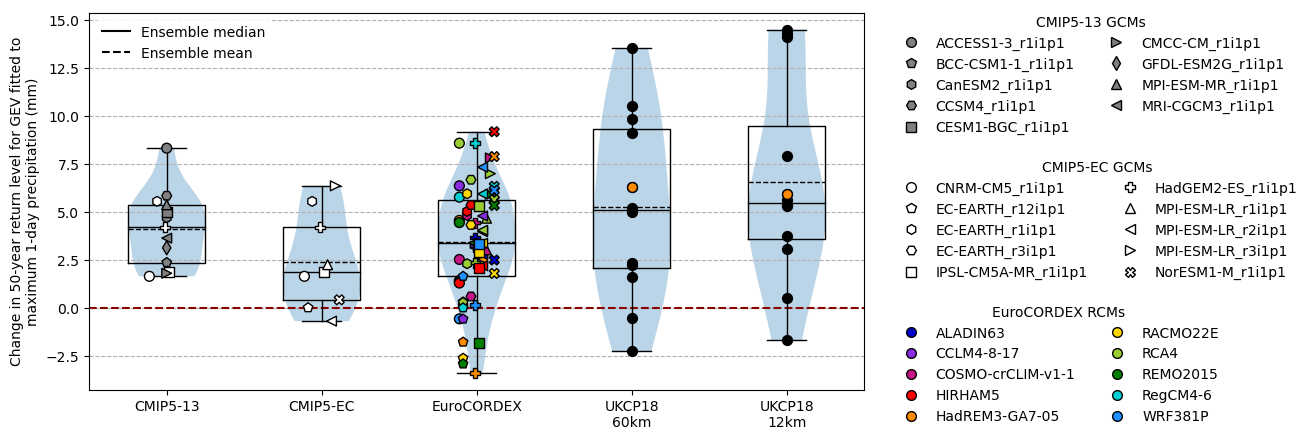 Change in 50-year return level for GEV fitted to
maximum 1-day precipitation (mm)
15.0
12.5
10.0
7.5
5.0
2.5
0.0
−2.5
Ensemble median
Ensemble mean
CMIP5-13
CMIP5-EC
EuroCORDEX
UKCP18
60km
UKCP18
12km
CMIP5-13 GCMs
ACCESS1-3_r1i1p1
BCC-CSM1-1_r1i1p1
CanESM2_r1i1p1
CCSM4_r1i1p1
CESM1-BGC_r1i1p1
CMCC-CM_r1i1p1
GFDL-ESM2G_r1i1p1
MPI-ESM-MR_r1i1p1
MRI-CGCM3_r1i1p1
CMIP5-EC GCMs
CNRM-CM5_r1i1p1
EC-EARTH_r12i1p1
EC-EARTH_r1i1p1
EC-EARTH_r3i1p1
IPSL-CM5A-MR_r1i1p1
HadGEM2-ES_r1i1p1
MPI-ESM-LR_r1i1p1
MPI-ESM-LR_r2i1p1
MPI-ESM-LR_r3i1p1
NorESM1-M_r1i1p1
EuroCORDEX RCMs
ALADIN63
CCLM4-8-17
COSMO-crCLIM-v1-1
HIRHAM5
HadREM3-GA7-05
RACMO22E
RCA4
REMO2015
RegCM4-6
WRF381P